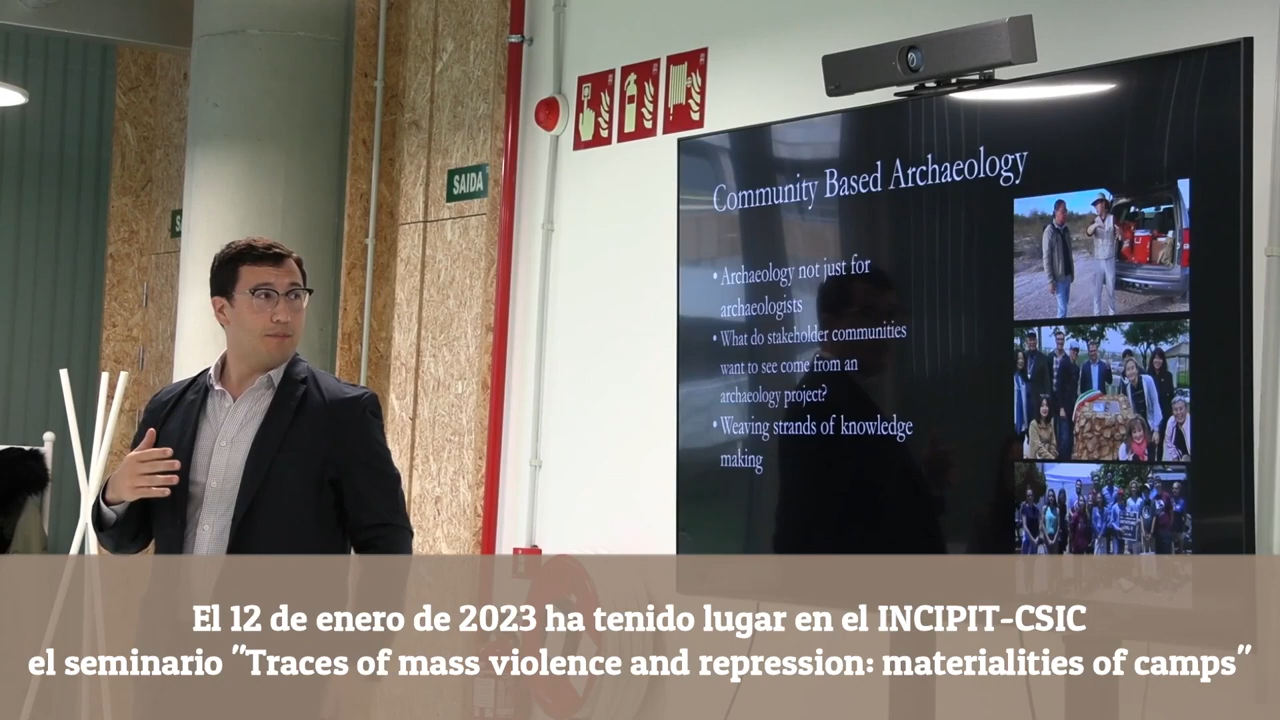 SAIDA
Community Based Archaeology
• Archaeology not just for
archaeologists
• What do stakeholder communities
want to see come from an
archaeology project?
• Weaving strands of knowledge
making
El 12 de enero de 2023 ha tenido lugar en el INCIPIT-CSIC
el seminario "Traces of mass violence and repression: materialities of camps"